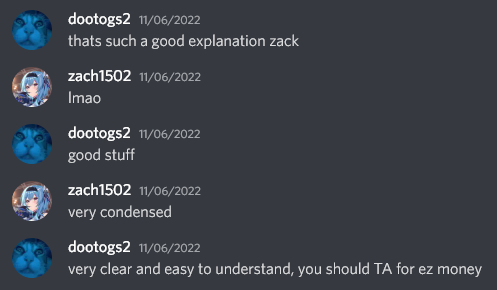 dootogs2 11/06/2022
thats such a good explanation zack
zach1502 11/06/2022
lmao
dootogs2 11/06/2022
good stuff
zach1502 11/06/2022
very condensed
dootogs2 11/06/2022
very clear and easy to understand, you should TA for ez money